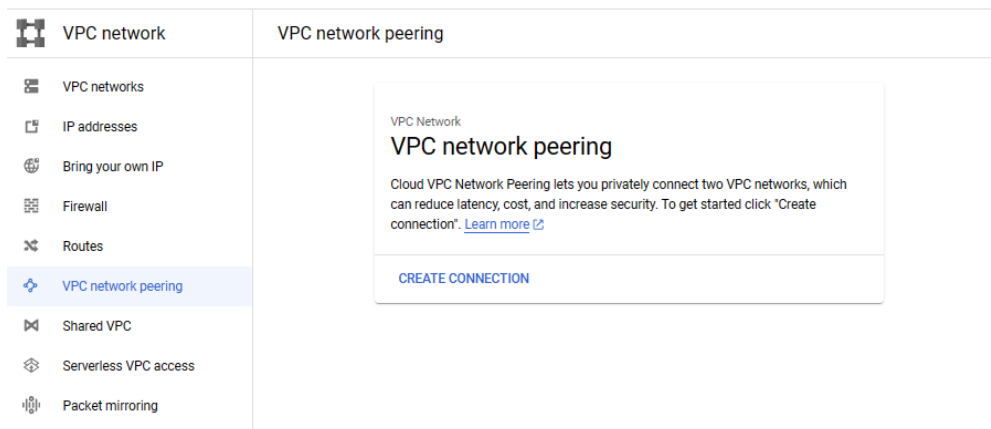 VPC network
VPC network peering
VPC networks
IP addresses
Bring your own IP
Firewall
Routes
VPC network peering
Shared VPC
Serverless VPC access
Packet mirroring
VPC Network
VPC network peering
Cloud VPC Network Peering lets you privately connect two VPC networks, which
can reduce latency, cost, and increase security. To get started click "Create
connection". Learn more
CREATE CONNECTION